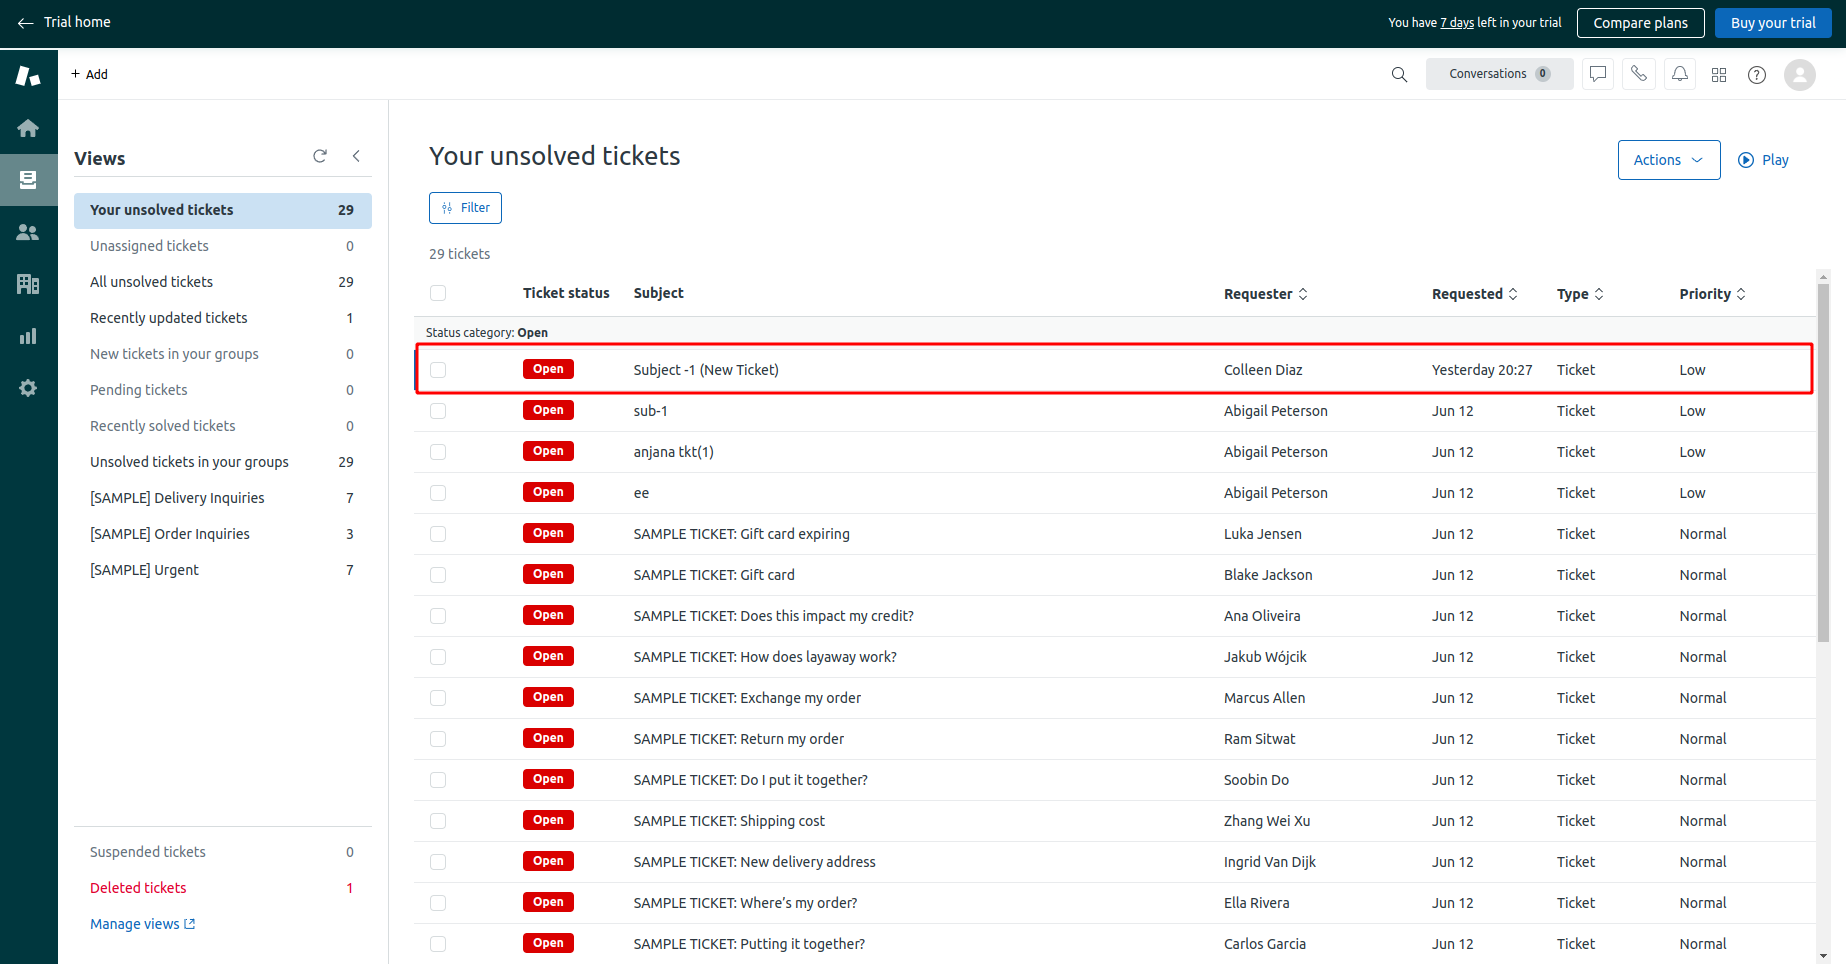 Trial home
You have 7 days left in your trial
Compare plans
Buy your trial
+ Add
Conversations 0
Views
Your unsolved tickets 29
Unassigned tickets 0
All unsolved tickets 29
Recently updated tickets 1
New tickets in your groups 0
Pending tickets 0
Recently solved tickets 0
Unsolved tickets in your groups 29
[SAMPLE] Delivery Inquiries 7
[SAMPLE] Order Inquiries 3
[SAMPLE] Urgent 7
Suspended tickets 0
Deleted tickets 1
Manage views
Your unsolved tickets
Actions
Play
Filter
29 tickets
Ticket status Subject Requester Requested Type Priority
Status category: Open
Open Subject -1 (New Ticket) Colleen Diaz Yesterday 20:27 Ticket Low
Open sub-1 Abigail Peterson Jun 12 Ticket Low
Open anjana tkt(1) Abigail Peterson Jun 12 Ticket Low
Open ee Abigail Peterson Jun 12 Ticket Low
Open SAMPLE TICKET: Gift card expiring Luka Jensen Jun 12 Ticket Normal
Open SAMPLE TICKET: Gift card Blake Jackson Jun 12 Ticket Normal
Open SAMPLE TICKET: Does this impact my credit? Ana Oliveira Jun 12 Ticket Normal
Open SAMPLE TICKET: How does layaway work? Jakub Wójcik Jun 12 Ticket Normal
Open SAMPLE TICKET: Exchange my order Marcus Allen Jun 12 Ticket Normal
Open SAMPLE TICKET: Return my order Ram Sitwat Jun 12 Ticket Normal
Open SAMPLE TICKET: Do I put it together? Soobin Do Jun 12 Ticket Normal
Open SAMPLE TICKET: Shipping cost Zhang Wei Xu Jun 12 Ticket Normal
Open SAMPLE TICKET: New delivery address Ingrid Van Dijk Jun 12 Ticket Normal
Open SAMPLE TICKET: Where's my order? Ella Rivera Jun 12 Ticket Normal
Open SAMPLE TICKET: Putting it together? Carlos Garcia Jun 12 Ticket Normal